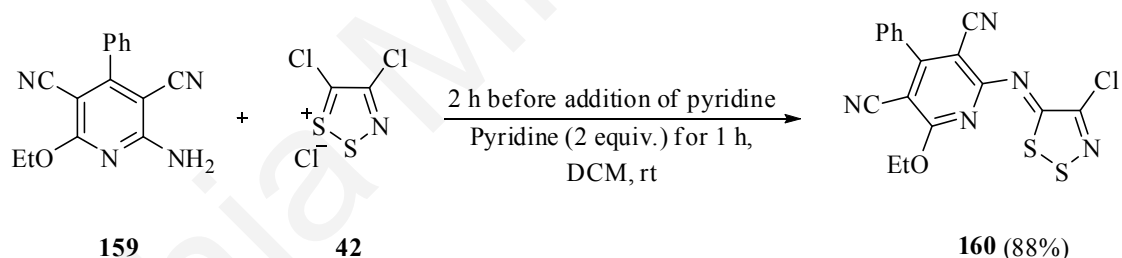 Ph
NC
CN
EtO
N
NH2
+
Cl
Cl
+
S
N
Cl−
S
2 h before addition of pyridine
Pyridine (2 equiv.) for 1 h,
DCM, rt
Ph
CN
NC
N
Cl
N
EtO
S
N
S
159
42
160 (88%)